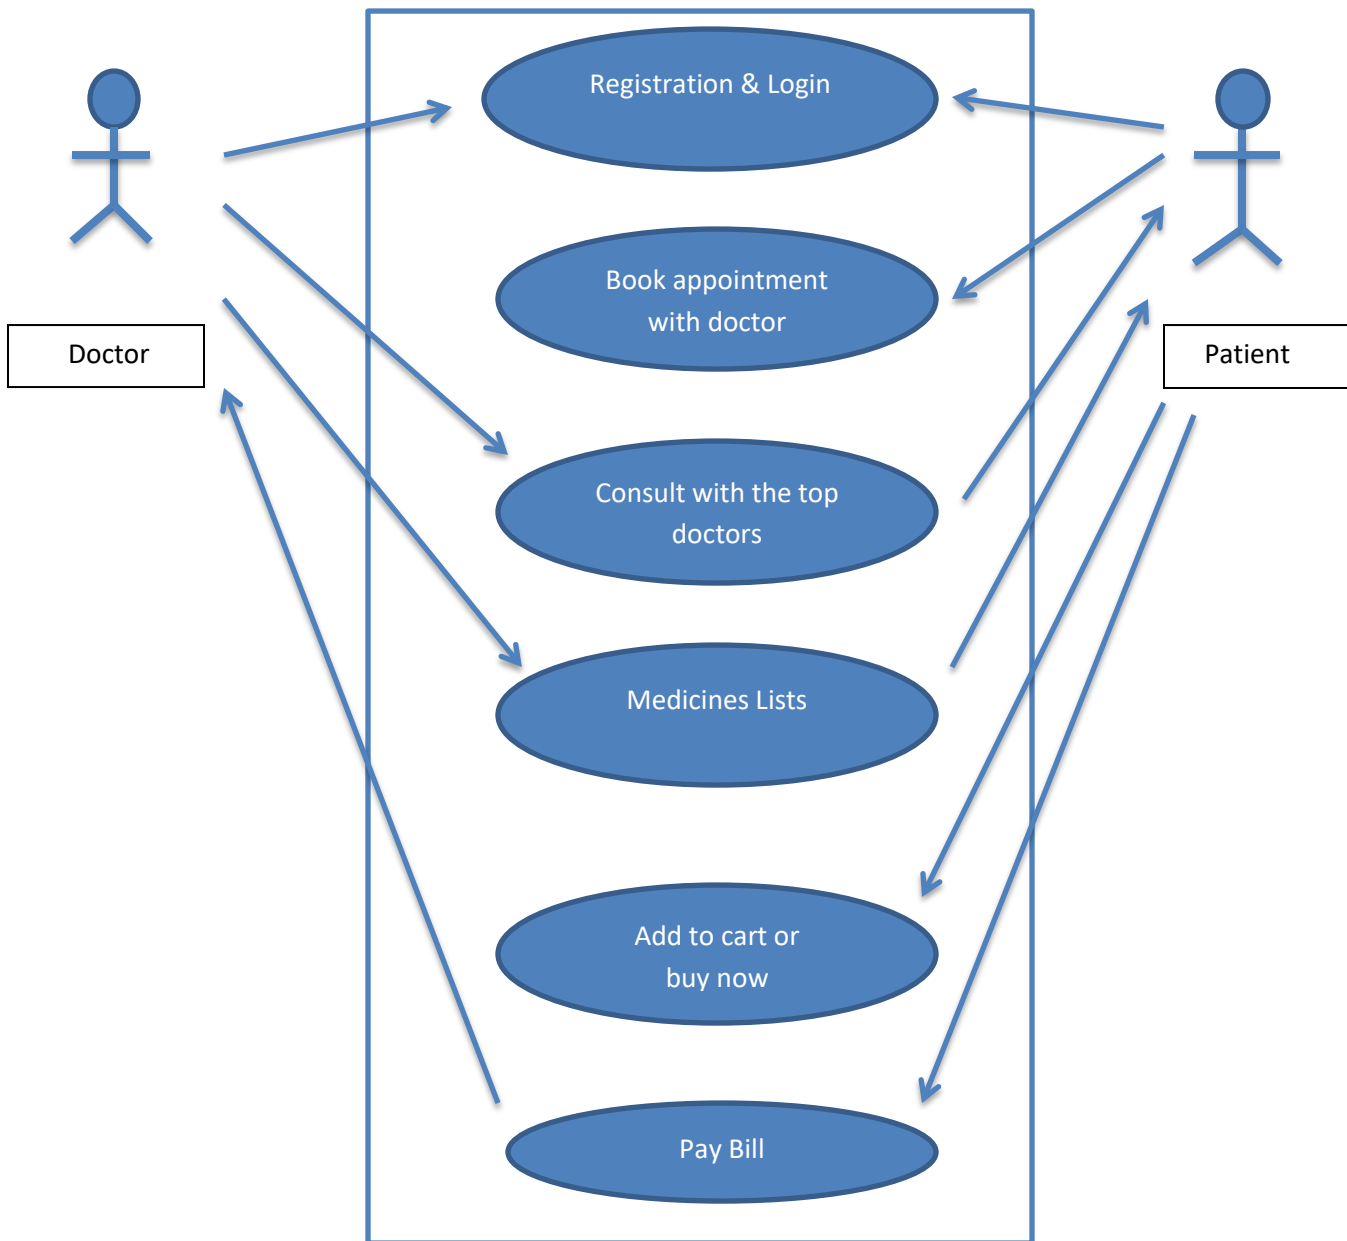 Registration & Login
Book appointment
with doctor
Doctor
Patient
Consult with the top
doctors
Medicines Lists
Add to cart or
buy now
Pay Bill